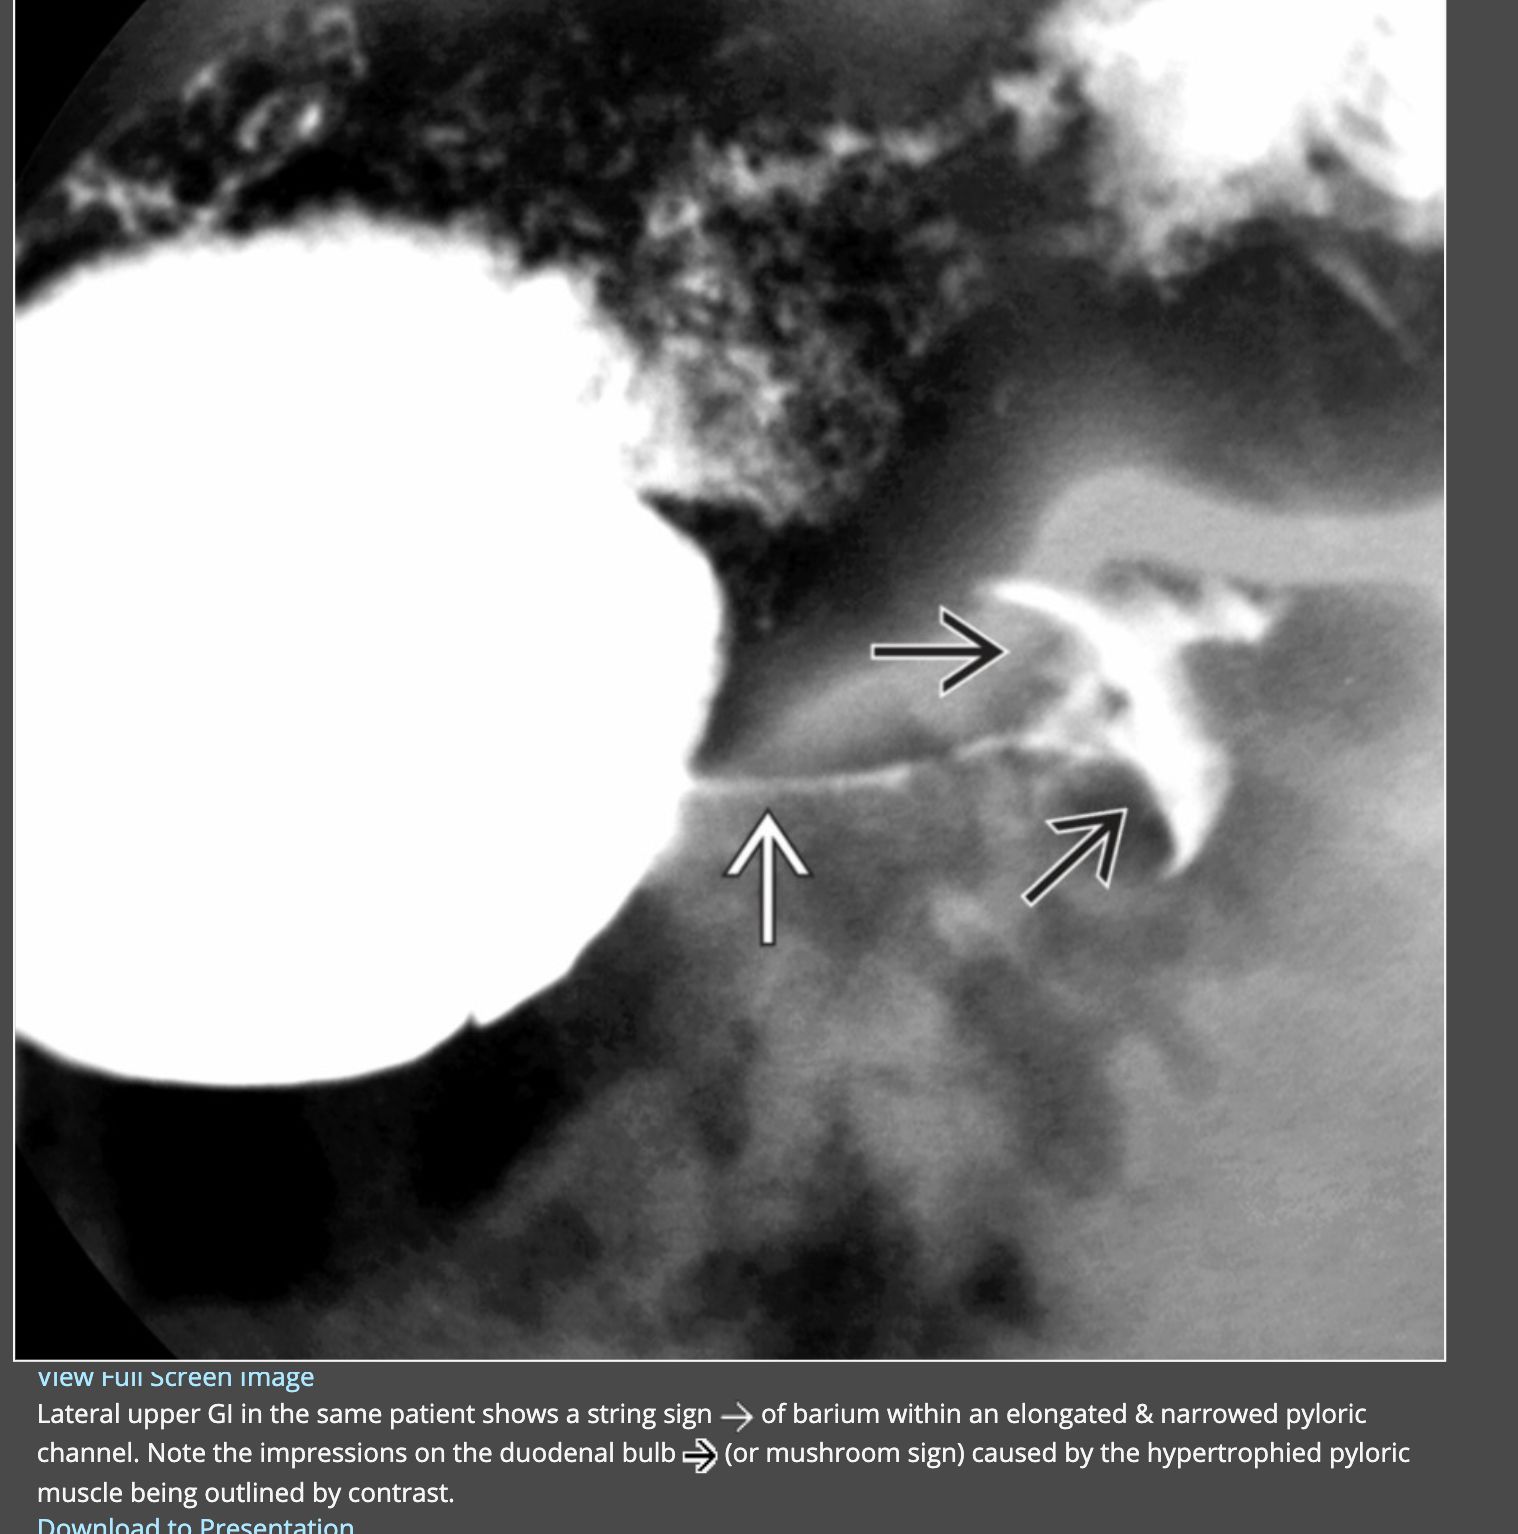 View Full Screen Image
Lateral upper GI in the same patient shows a string sign → of barium within an elongated & narrowed pyloric
channel. Note the impressions on the duodenal bulb ⇒ (or mushroom sign) caused by the hypertrophied pyloric
muscle being outlined by contrast.
Download to Presentation